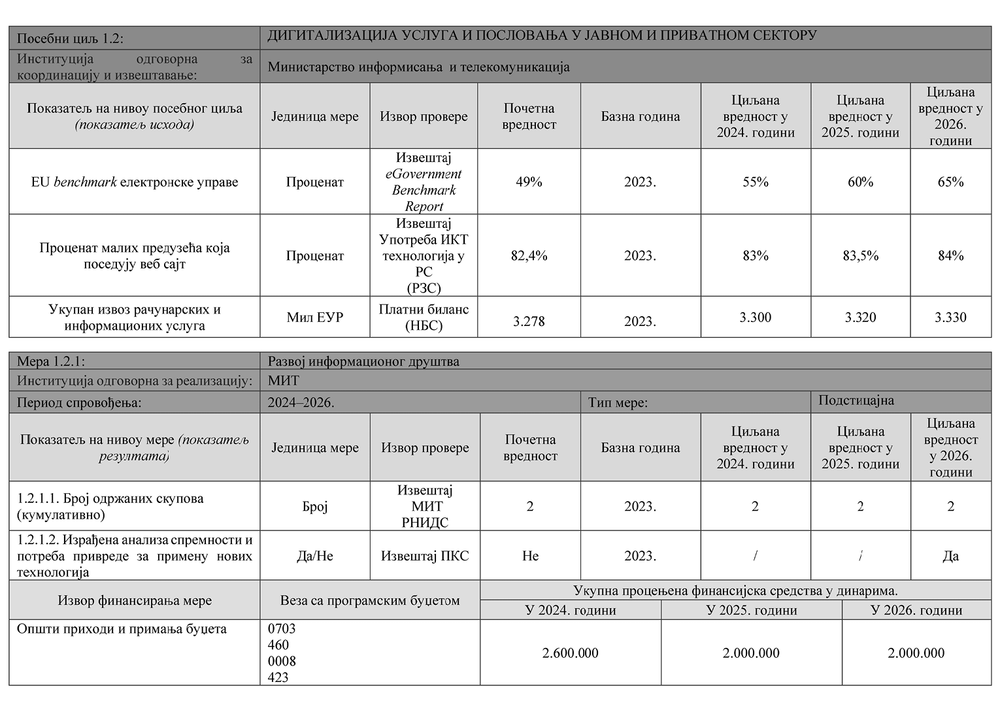 Посебни циљ 1.2:
ДИГИТАЛИЗАЦИЈА УСЛУГА И ПОСЛОВАЊА У ЈАВНОМ И ПРИВАТНОМ СЕКТОРУ
Институција одговорна за
координацију и извештавање:
Министарство информисања и телекомуникација
Показатељ на нивоу посебног циља
(показатељ исхода)
Јединица мере
Извор провере
Почетна
вредност
Базна година
Циљана
вредност у
2024. години
Циљана
вредност у
2025. години
Циљана
вредност у
2026.
години
EU benchmark електронске управе
Проценат
Извештај
eGovernment
Benchmark
Report
49%
2023.
55%
60%
65%
Проценат малих предузећа која
поседују веб сајт
Проценат
Извештај
Употреба ИКТ
технологија у
РС
(РЗС)
82,4%
2023.
83%
83,5%
84%
Укупан извоз рачунарских и
информационих услуга
Мил ЕУР
Платни биланс
(НБС)
3.278
2023.
3.300
3.320
3.330
Мера 1.2.1:
Развој информационог друштва
Институција одговорна за реализацију:
МИТ
Период спровођења:
2024–2026.
Тип мере:
Подстицајна
Показатељ на нивоу мере (показатељ
резултата)
Јединица мере
Извор провере
Почетна
вредност
Базна година
Циљана
вредност у
2024. години
Циљана
вредност у
2025. години
Циљана
вредност
у 2026.
години
1.2.1.1. Број одржаних скупова
(кумулативно)
Број
Извештај
МИТ
РНИДС
2
2023.
2
2
2
1.2.1.2. Израђена анализа спремности и
потреба привреде за примену нових
технологија
Да/Не
Извештај ПКС
Не
2023.
/
/
Да
Извор финансирања мере
Веза са програмским буџетом
Укупна процењена финансијска средства у динарима.
У 2024. години
У 2025. години
У 2026. години
Општи приходи и примања буџета
0703
460
0008
423
2.600.000
2.000.000
2.000.000